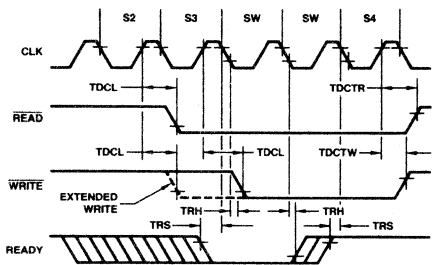 S2 S3 SW SW S4
CLK
TDCL TDCTR
READ
TDCL TDCL TDCTW
WRITE
EXTENDED
WRITE
TRH TRH
TRS TRS
READY